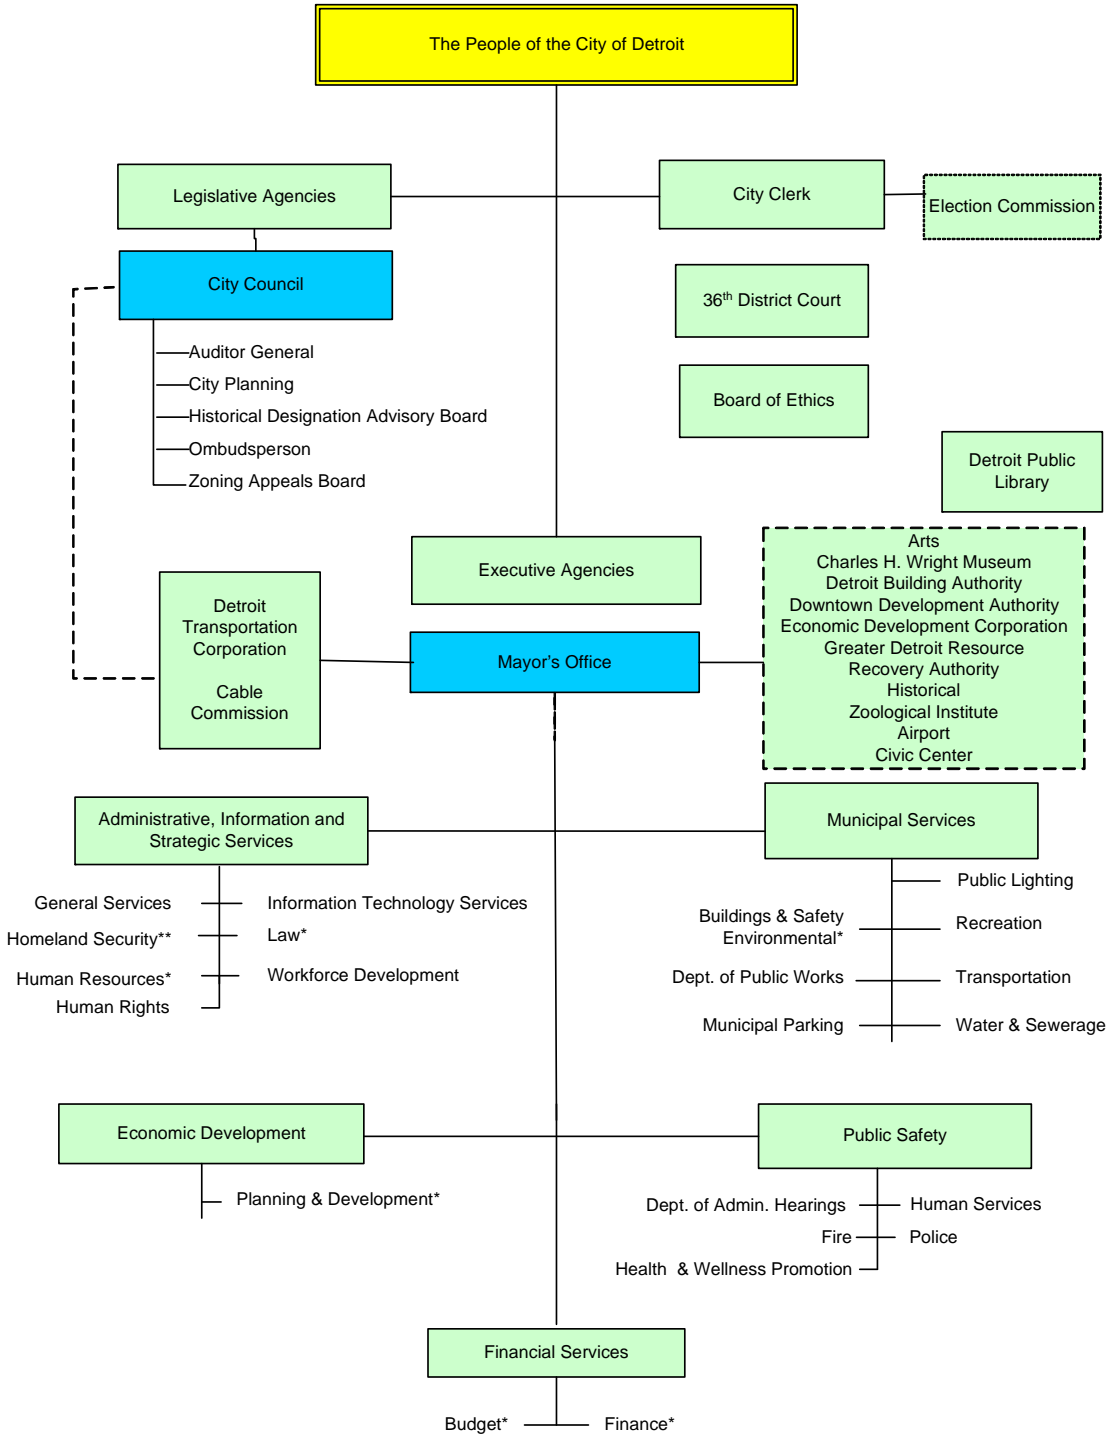 The People of the City of Detroit
Legislative Agencies
City Clerk
Election Commission
City Council
36th District Court
Auditor General
City Planning
Historical Designation Advisory Board
Ombudsperson
Zoning Appeals Board
Board of Ethics
Detroit Public
Library
Executive Agencies
Arts
Charles H. Wright Museum
Detroit Building Authority
Downtown Development Authority
Economic Development Corporation
Greater Detroit Resource
Recovery Authority
Historical
Zoological Institute
Airport
Civic Center
Detroit
Transportation
Corporation
Cable
Commission
Mayor's Office
Administrative, Information and
Strategic Services
Municipal Services
General Services
Information Technology Services
Homeland Security**
Law*
Human Resources*
Workforce Development
Human Rights
Public Lighting
Buildings & Safety
Environmental*
Recreation
Dept. of Public Works
Transportation
Municipal Parking
Water & Sewerage
Economic Development
Public Safety
Planning & Development*
Dept. of Admin. Hearings
Human Services
Fire
Police
Health  & Wellness Promotion
Financial Services
Budget*
Finance*